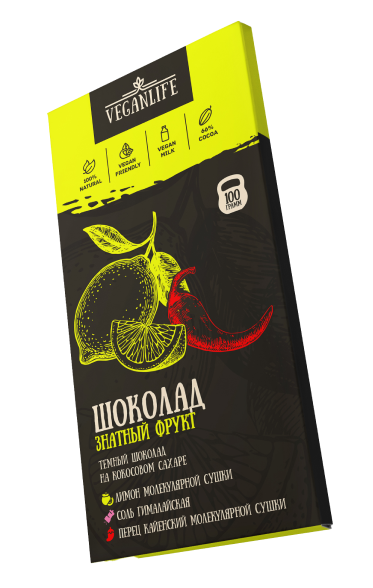 VEGANLIFE
100%
NATURAL
VEGAN
FRIENDLY
VEGAN
MILK
60%
COCOA
100
ГРАММ
ШОКОЛАД
ЗНАТНЫЙ ФРУКТ
ТЕМНЫЙ ШОКОЛАД
НА КОКОСОВОМ САХАРЕ
ЛИМОН МОЛЕКУЛЯРНОЙ СУШКИ
СОЛЬ ГИМАЛАЙСКАЯ
ПЕРЕЦ КАЙЕНСКИЙ МОЛЕКУЛЯРНОЙ СУШКИ